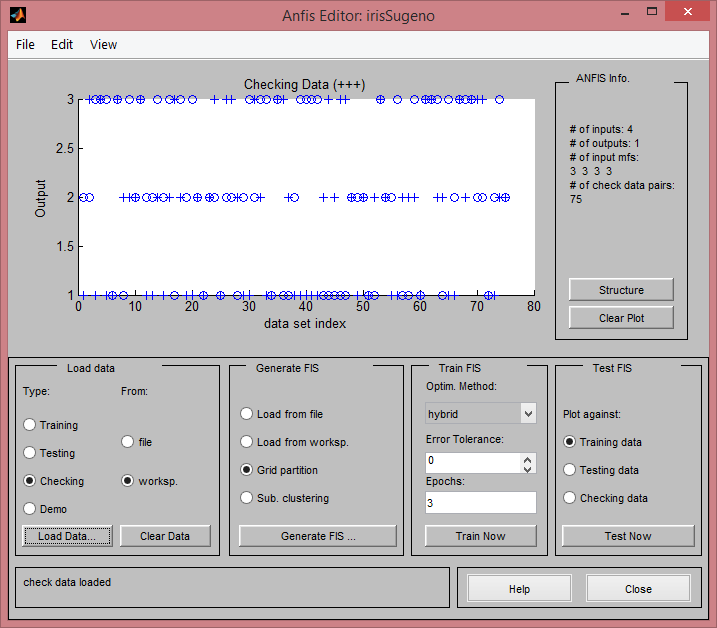 Anfis Editor: irisSugeno
File Edit View
Checking Data (+++)
3
2.5
2
1.5
1
Output
0 10 20 30 40 50 60 70 80
data set index
ANFIS Info.
# of inputs: 4
# of outputs: 1
# of input mfs:
3 3 3 3
# of check data pairs:
75
Structure
Clear Plot
Load data
Type:
From:
Training
Testing
Checking
Demo
file
worksp.
Load Data...
Clear Data
Generate FIS
Load from file
Load from worksp.
Grid partition
Sub. clustering
Generate FIS ...
Train FIS
Optim. Method:
hybrid
Error Tolerance:
0
Epochs:
3
Train Now
Test FIS
Plot against:
Training data
Testing data
Checking data
Test Now
check data loaded
Help
Close